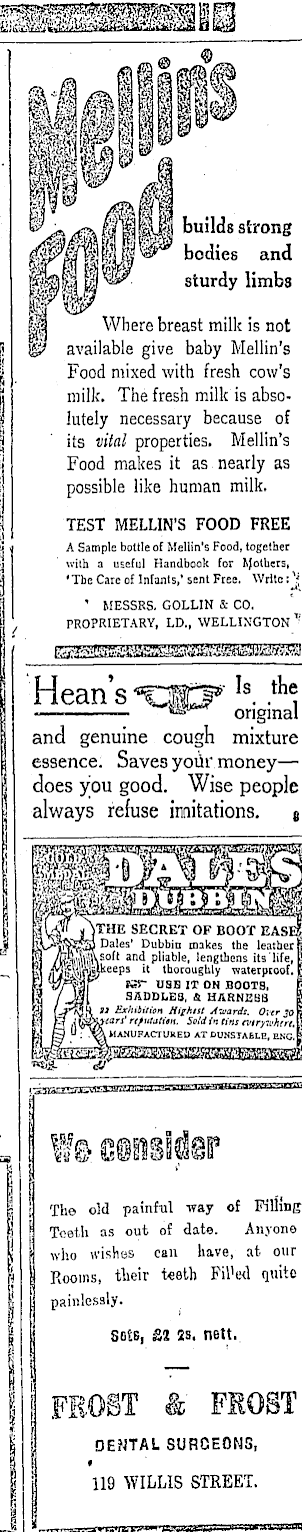 Mellin's
Food
builds strong
bodies and
sturdy limbs
Where breast milk is not
available give baby Mellin's
Food mixed with fresh cow's
milk. The fresh milk is abso-
lutely necessary because of
its vital properties. Mellin's
Food makes it as nearly as
possible like human milk.
TEST MELLIN'S FOOD FREE
A Sample bottle of Mellin's Food, together
with a useful Handbook for Mothers,
'The Care of Infants,' sent Free. Write:
MESSRS. GOLLIN & CO.
PROPRIETARY, LD., WELLINGTON
Hean's Is the
original
and genuine cough mixture
essence. Saves your money—
does you good. Wise people
always refuse imitations. 8
GOLD
MEDAL
DALES
DUBBIN
THE SECRET OF BOOT EASE
Dales' Dubbin makes the leather
soft and pliable, lengthens its life,
keeps it thoroughly waterproof.
USE IT ON BOOTS,
SADDLES, & HARNESS
22 Exhibition Highest Awards. Over 50
years' reputation. Sold in tins everywhere.
MANUFACTURED AT DUNSTABLE, ENG.
We consider
The old painful way of Filling
Teeth as out of date. Anyone
who wishes can have, at our
Rooms, their teeth Filled quite
painlessly.
Sets, £2 2s. nett.
FROST & FROST
DENTAL SURGEONS,
119 WILLIS STREET.